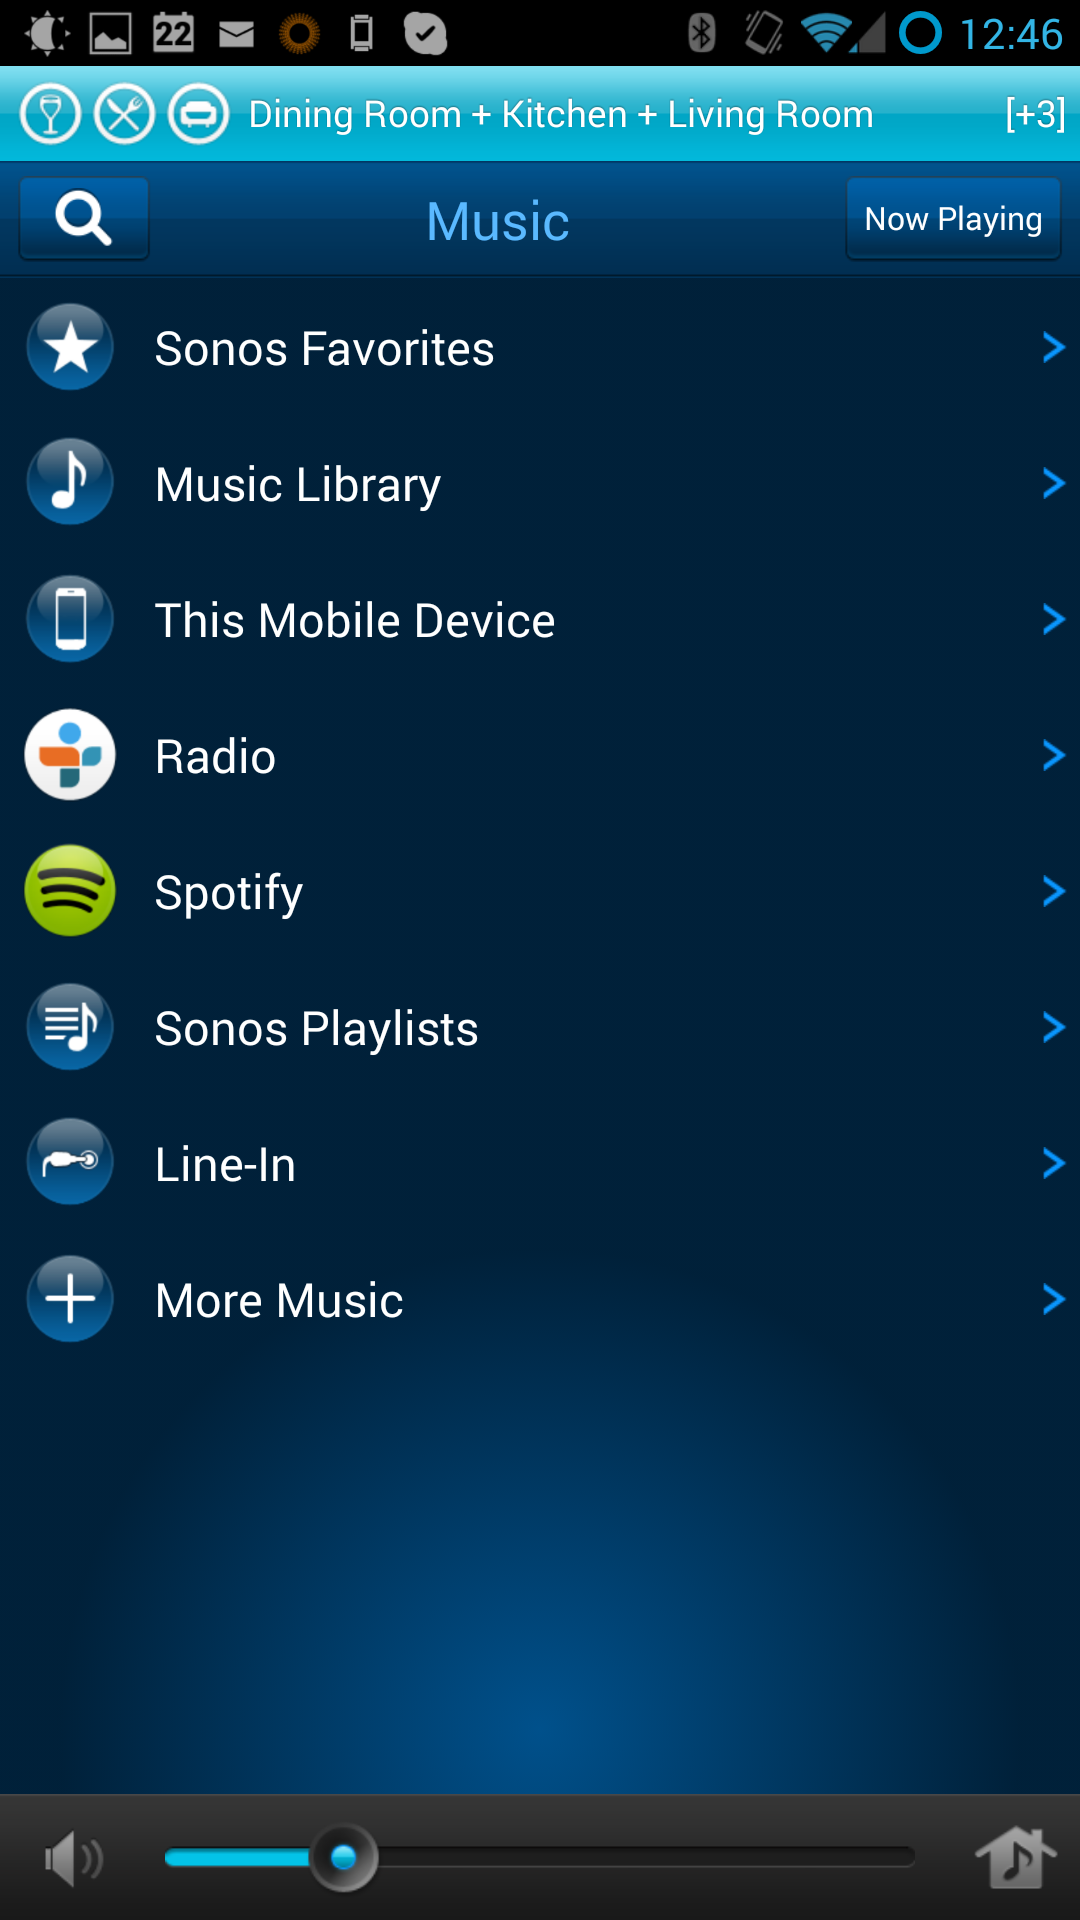 22 12:46
Dining Room + Kitchen + Living Room [+3]
Music Now Playing
Sonos Favorites
Music Library
This Mobile Device
Radio
Spotify
Sonos Playlists
Line-In
More Music